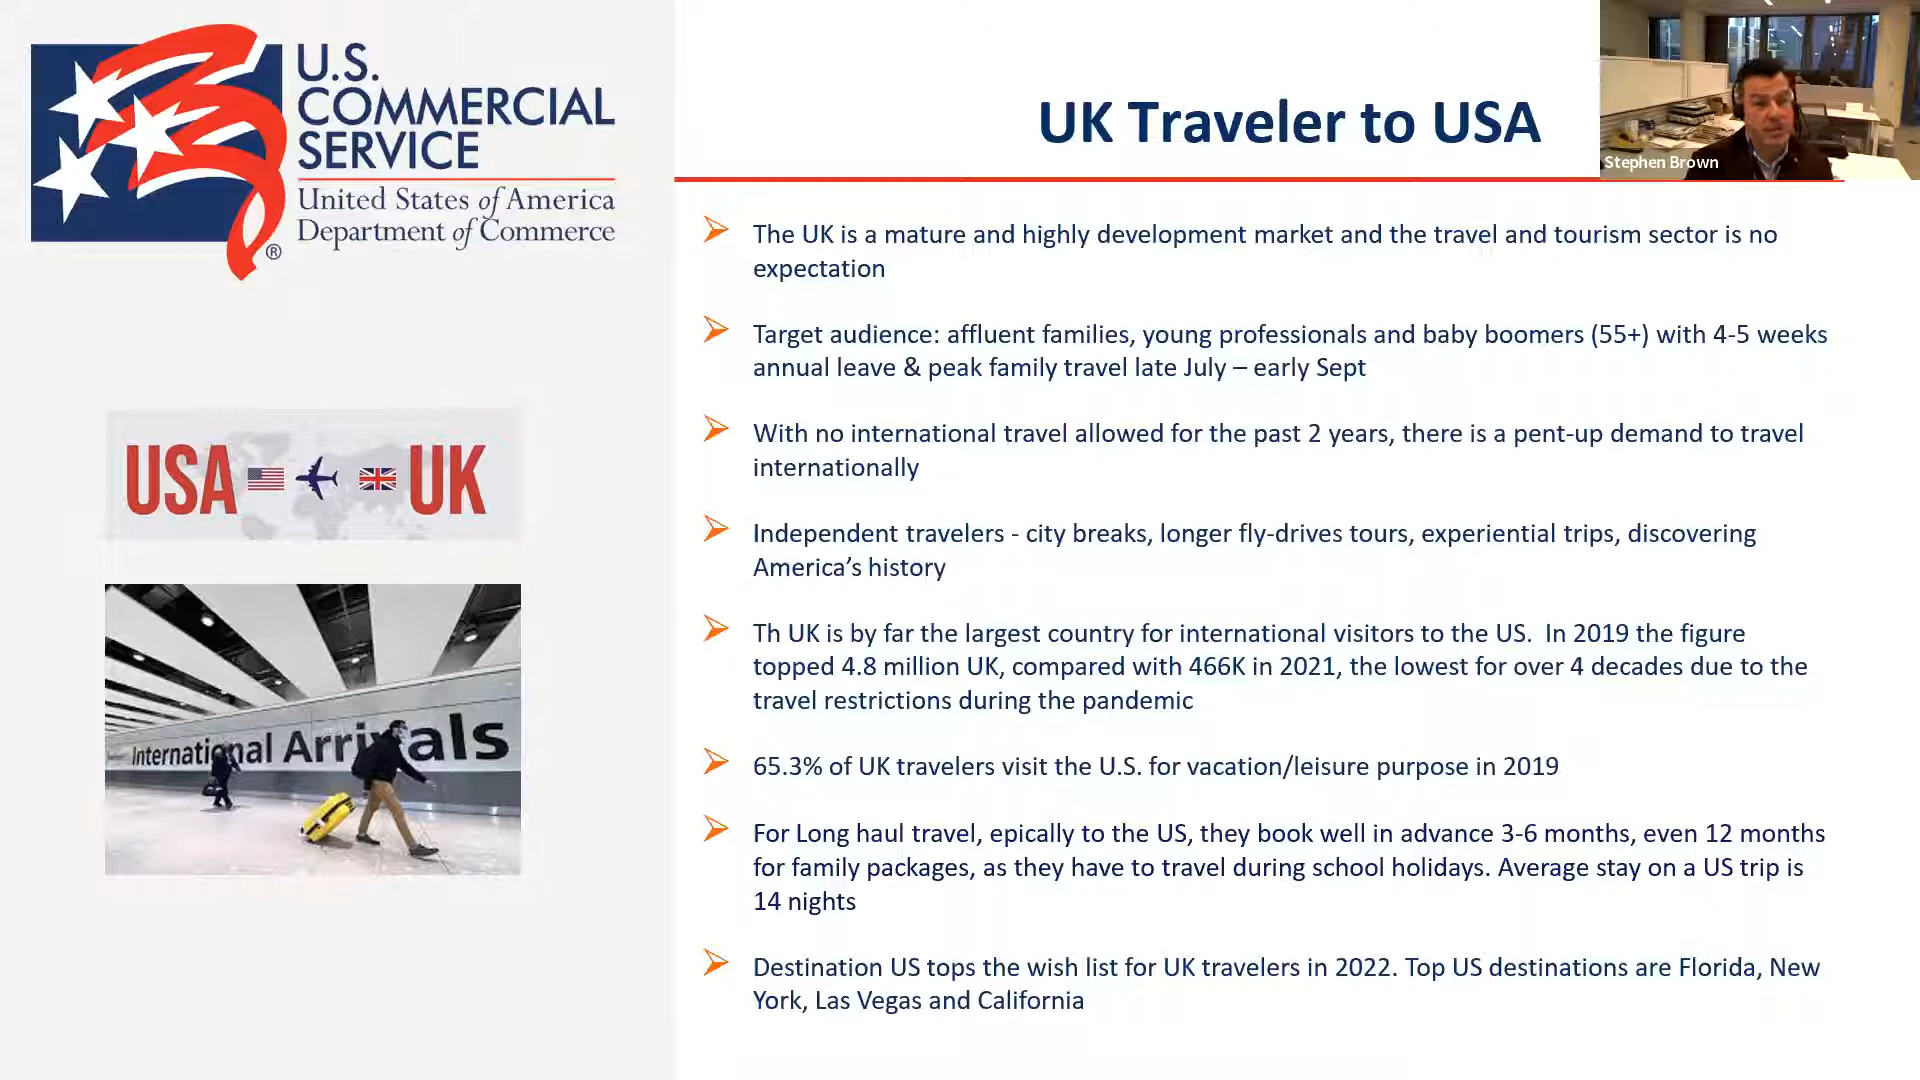 U.S.
COMMERCIAL
SERVICE
United States of America
Department of Commerce
®
USA UK
International Arrivals
UK Traveler to USA
Stephen Brown
The UK is a mature and highly development market and the travel and tourism sector is no
expectation
Target audience: affluent families, young professionals and baby boomers (55+) with 4-5 weeks
annual leave & peak family travel late July – early Sept
With no international travel allowed for the past 2 years, there is a pent-up demand to travel
internationally
Independent travelers - city breaks, longer fly-drives tours, experiential trips, discovering
America’s history
Th UK is by far the largest country for international visitors to the US.  In 2019 the figure
topped 4.8 million UK, compared with 466K in 2021, the lowest for over 4 decades due to the
travel restrictions during the pandemic
65.3% of UK travelers visit the U.S. for vacation/leisure purpose in 2019
For Long haul travel, epically to the US, they book well in advance 3-6 months, even 12 months
for family packages, as they have to travel during school holidays. Average stay on a US trip is
14 nights
Destination US tops the wish list for UK travelers in 2022. Top US destinations are Florida, New
York, Las Vegas and California